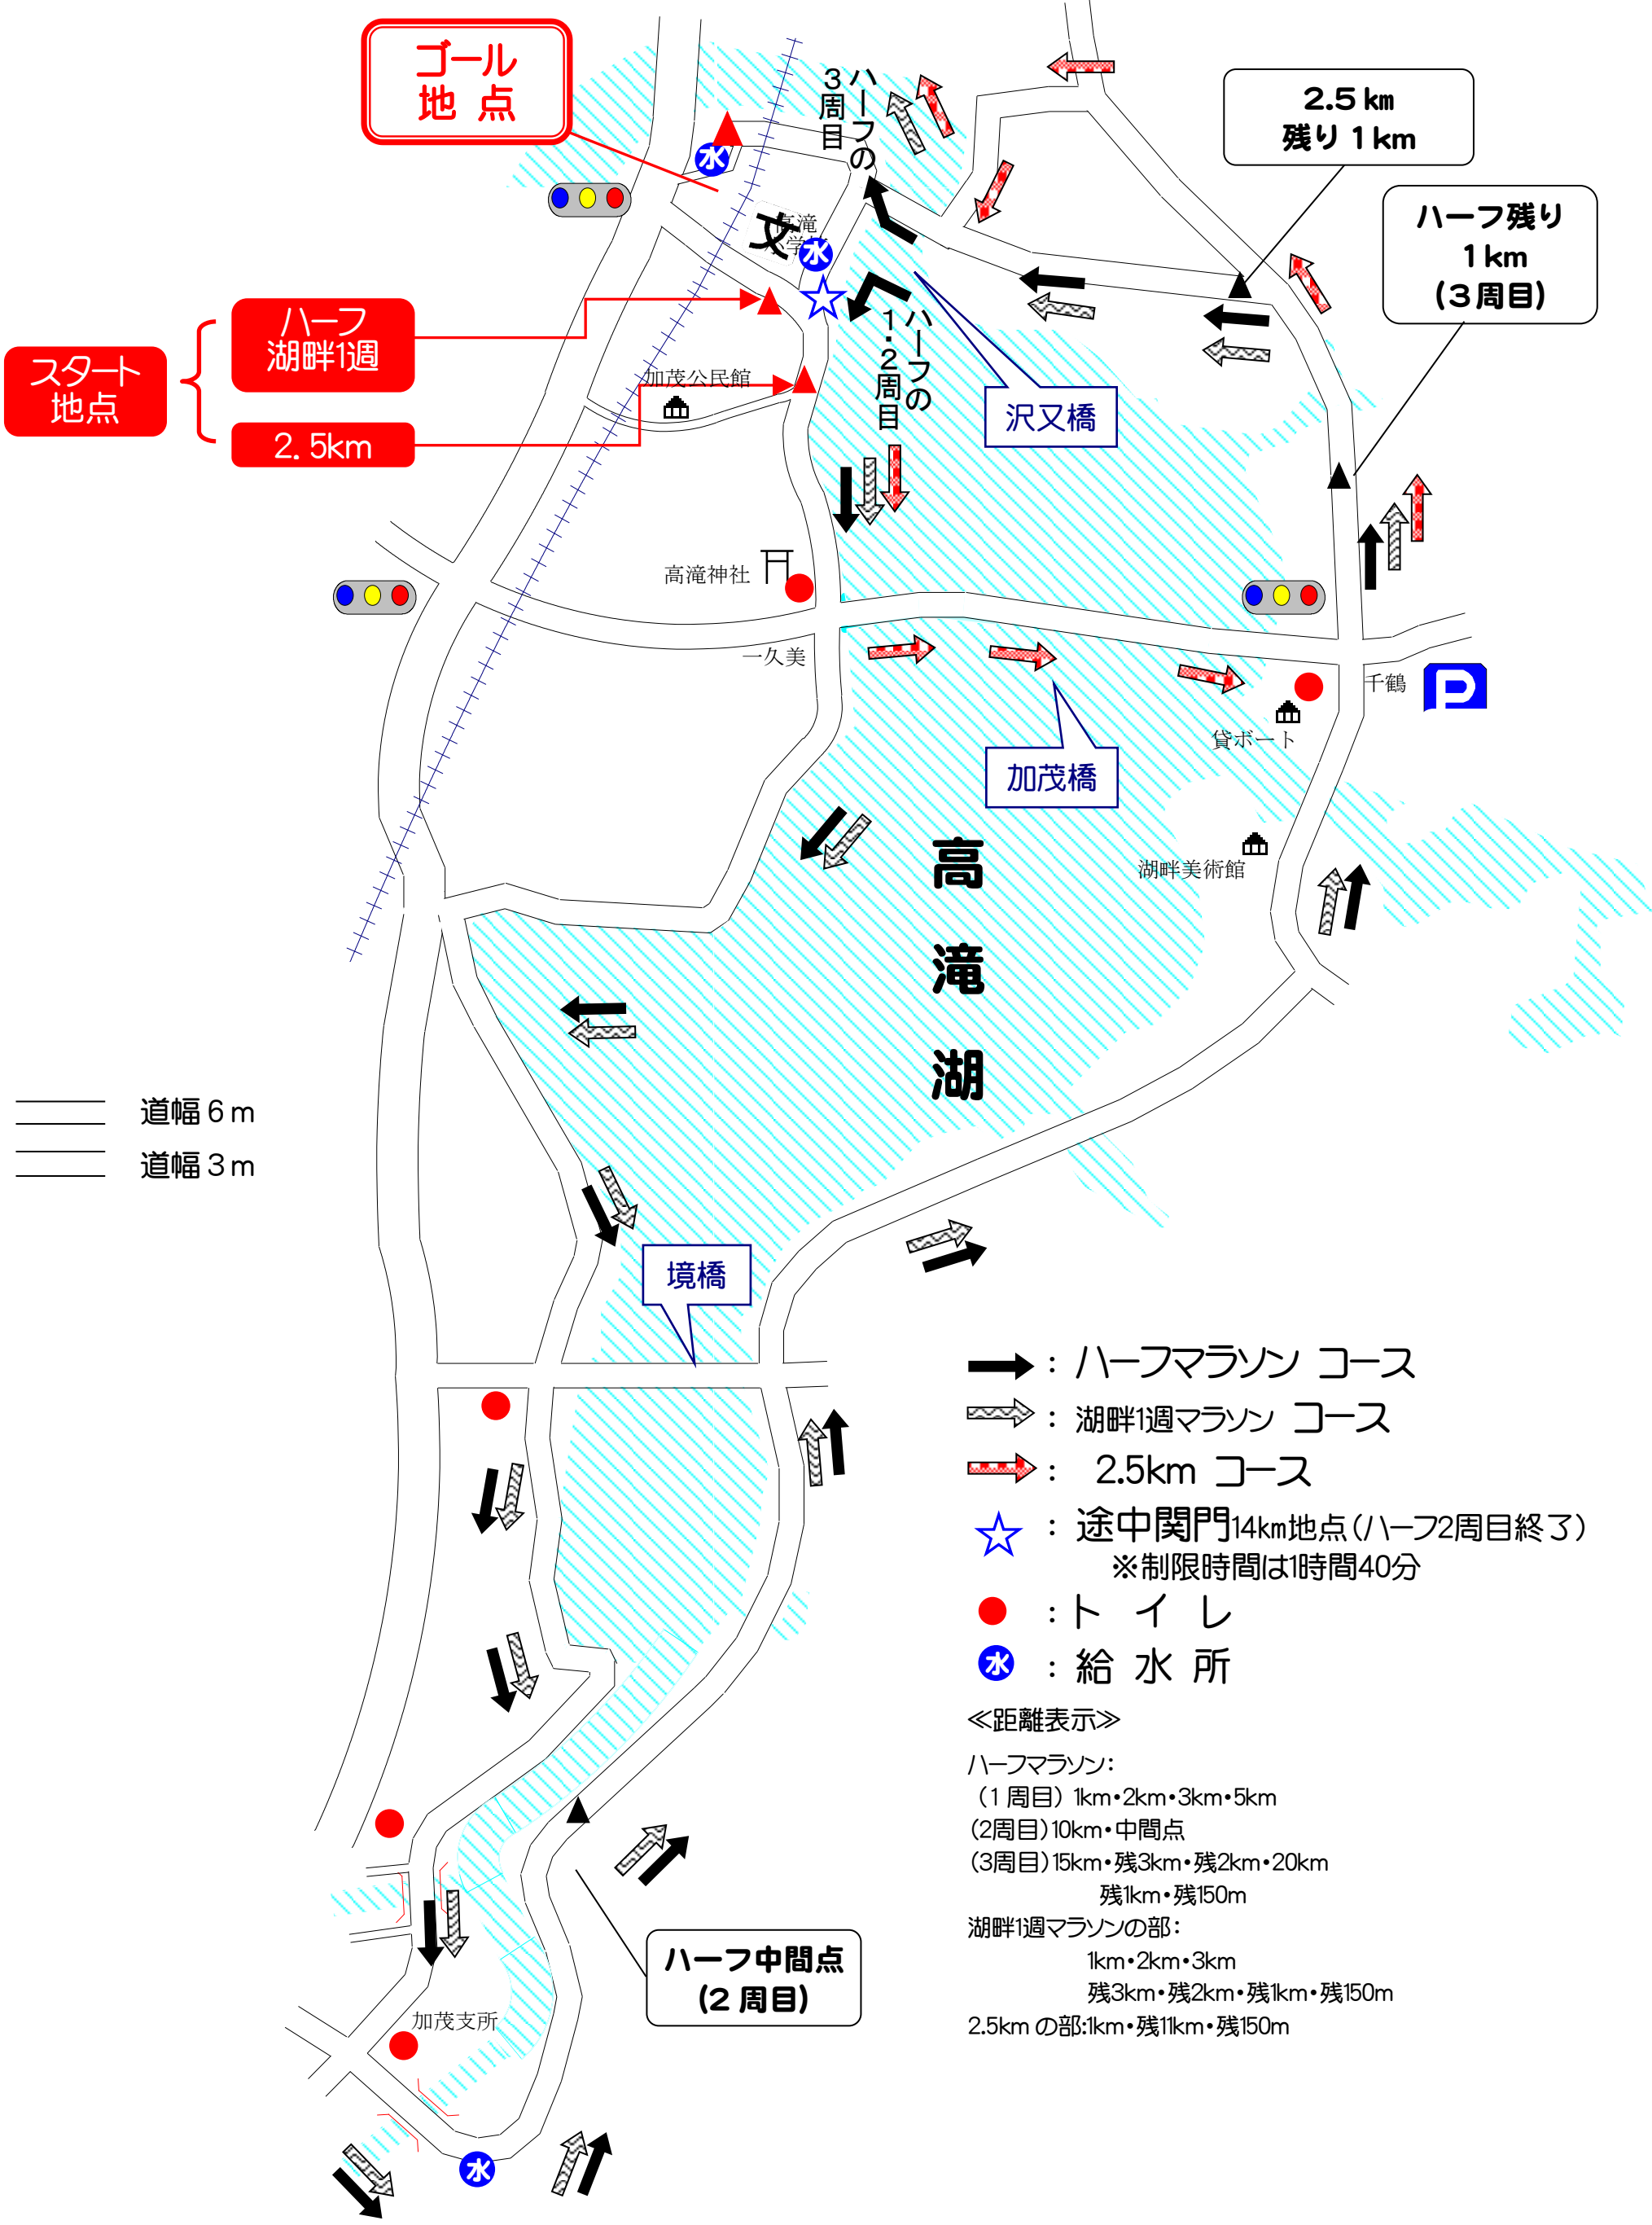 ゴール
地 点
水
ハーフの
3周目
2.5㎞
残り1km
ハーフ残り
1km
(3周目)
高滝
文
水
スタート
地点
ハーフ
湖畔1週
2.5km
加茂公民館
ハーフの
1・2周目
沢又橋
高滝神社
一久美
千鶴
P
貸ボート
加茂橋
湖畔美術館
高
滝
湖
道幅6m
道幅3m
境橋
: ハーフマラソン コース
: 湖畔1週マラソン コース
: 2.5km コース
: 途中関門14km地点(ハーフ2周目終了)
※制限時間は1時間40分
: ト イ レ
水 : 給 水 所
≪距離表示≫
ハーフマラソン:
(1周目) 1km・2km・3km・5km
(2周目)10km・中間点
(3周目)15km・残3km・残2km・20km
残1km・残150m
湖畔1週マラソンの部:
1km・2km・3km
残3km・残2km・残1km・残150m
2.5kmの部:1km・残11km・残150m
ハーフ中間点
(2周目)
加茂支所
水